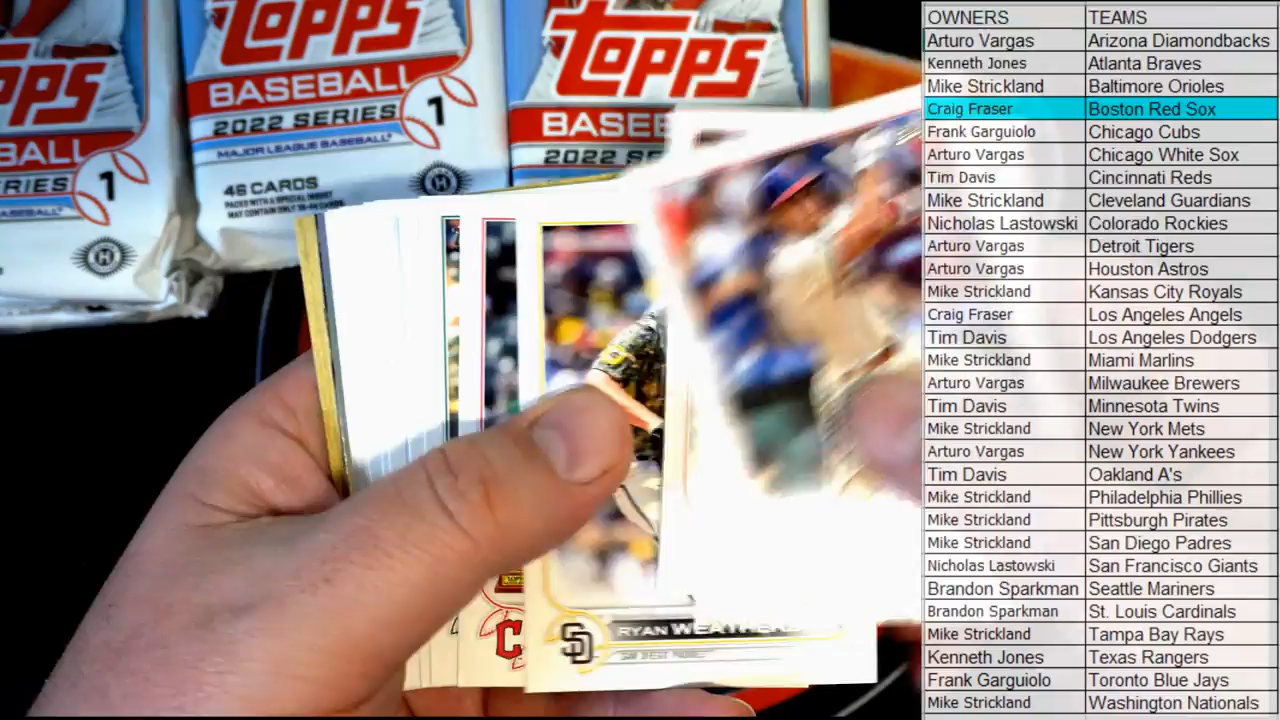 TOPPS
BALL
SERIES
1
TOPPS
BASEBALL
2022 SERIES 1
MAJOR LEAGUE BASEBALL
46 CARDS
TOPPS
BASE
2022 SE
SD
RYAN WEATHERS
OWNERS TEAMS
Arturo Vargas Arizona Diamondbacks
Kenneth Jones Atlanta Braves
Mike Strickland Baltimore Orioles
Craig Fraser Boston Red Sox
Frank Garguiolo Chicago Cubs
Arturo Vargas Chicago White Sox
Tim Davis Cincinnati Reds
Mike Strickland Cleveland Guardians
Nicholas Lastowski Colorado Rockies
Arturo Vargas Detroit Tigers
Arturo Vargas Houston Astros
Mike Strickland Kansas City Royals
Craig Fraser Los Angeles Angels
Tim Davis Los Angeles Dodgers
Mike Strickland Miami Marlins
Arturo Vargas Milwaukee Brewers
Tim Davis Minnesota Twins
Mike Strickland New York Mets
Arturo Vargas New York Yankees
Tim Davis Oakland A's
Mike Strickland Philadelphia Phillies
Mike Strickland Pittsburgh Pirates
Mike Strickland San Diego Padres
Nicholas Lastowski San Francisco Giants
Brandon Sparkman Seattle Mariners
Brandon Sparkman St. Louis Cardinals
Mike Strickland Tampa Bay Rays
Kenneth Jones Texas Rangers
Frank Garguiolo Toronto Blue Jays
Mike Strickland Washington Nationals